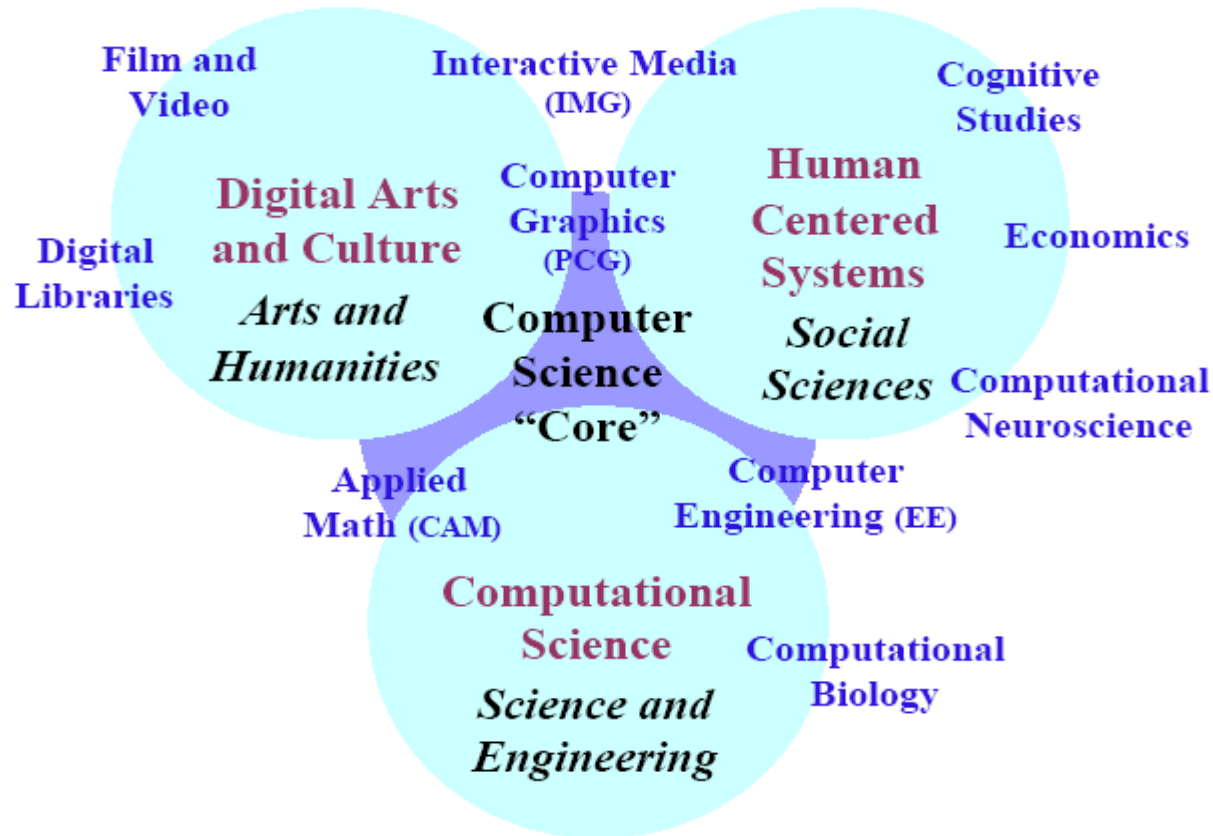 Film and
Video
Interactive Media
(IMG)
Cognitive
Studies
Digital Arts
and Culture
Arts and
Humanities
Computer
Graphics
(PCG)
Human
Centered
Systems
Social
Sciences
Digital
Libraries
Economics
Computer
Science
“Core”
Computational
Neuroscience
Applied
Math (CAM)
Computer
Engineering (EE)
Computational
Science
Science and
Engineering
Computational
Biology